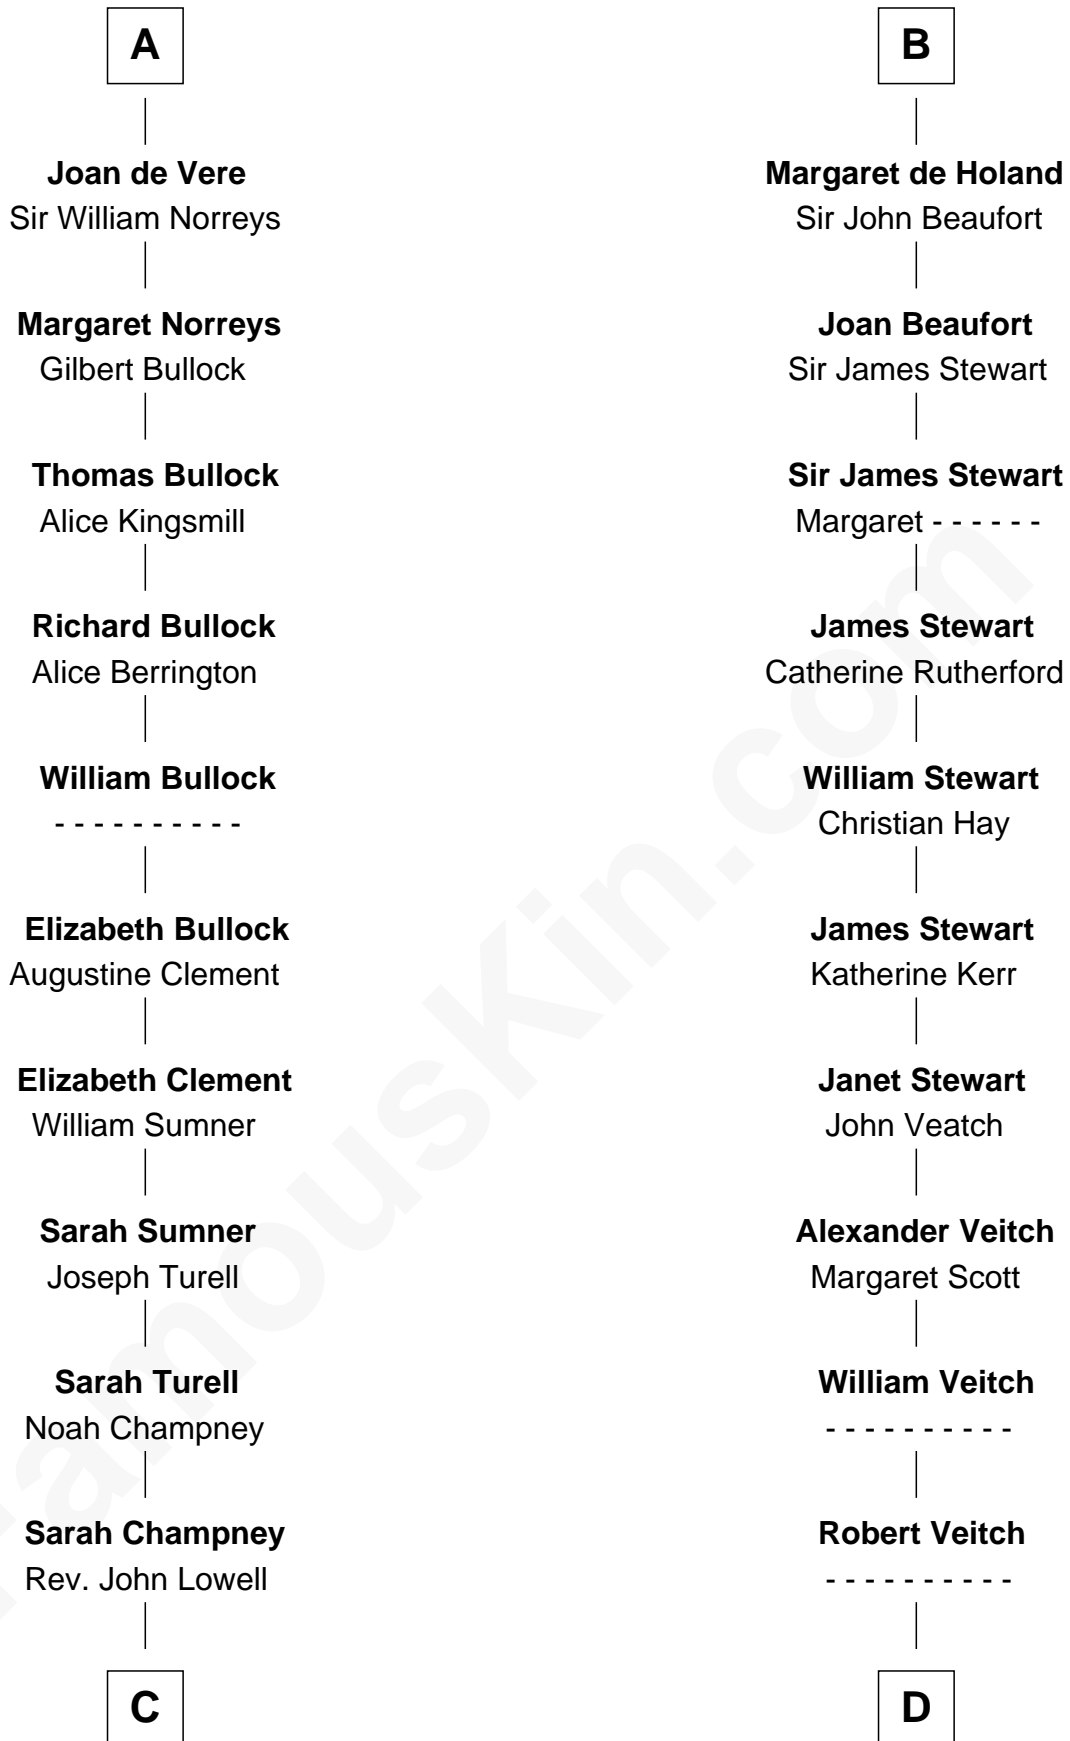 A
Joan de Vere
Sir William Norreys
Margaret Norreys
Gilbert Bullock
Thomas Bullock
Alice Kingsmill
Richard Bullock
Alice Berrington
William Bullock
- - - - - - - - - -
Elizabeth Bullock
Augustine Clement
Elizabeth Clement
William Sumner
Sarah Sumner
Joseph Turell
Sarah Turell
Noah Champney
Sarah Champney
Rev. John Lowell
C
B
Margaret de Holand
Sir John Beaufort
Joan Beaufort
Sir James Stewart
Sir James Stewart
Margaret - - - - - -
James Stewart
Catherine Rutherford
William Stewart
Christian Hay
James Stewart
Katherine Kerr
Janet Stewart
John Veatch
Alexander Veitch
Margaret Scott
William Veitch
- - - - - - - - - -
Robert Veitch
- - - - - - - - - -
D
FamousKin.com